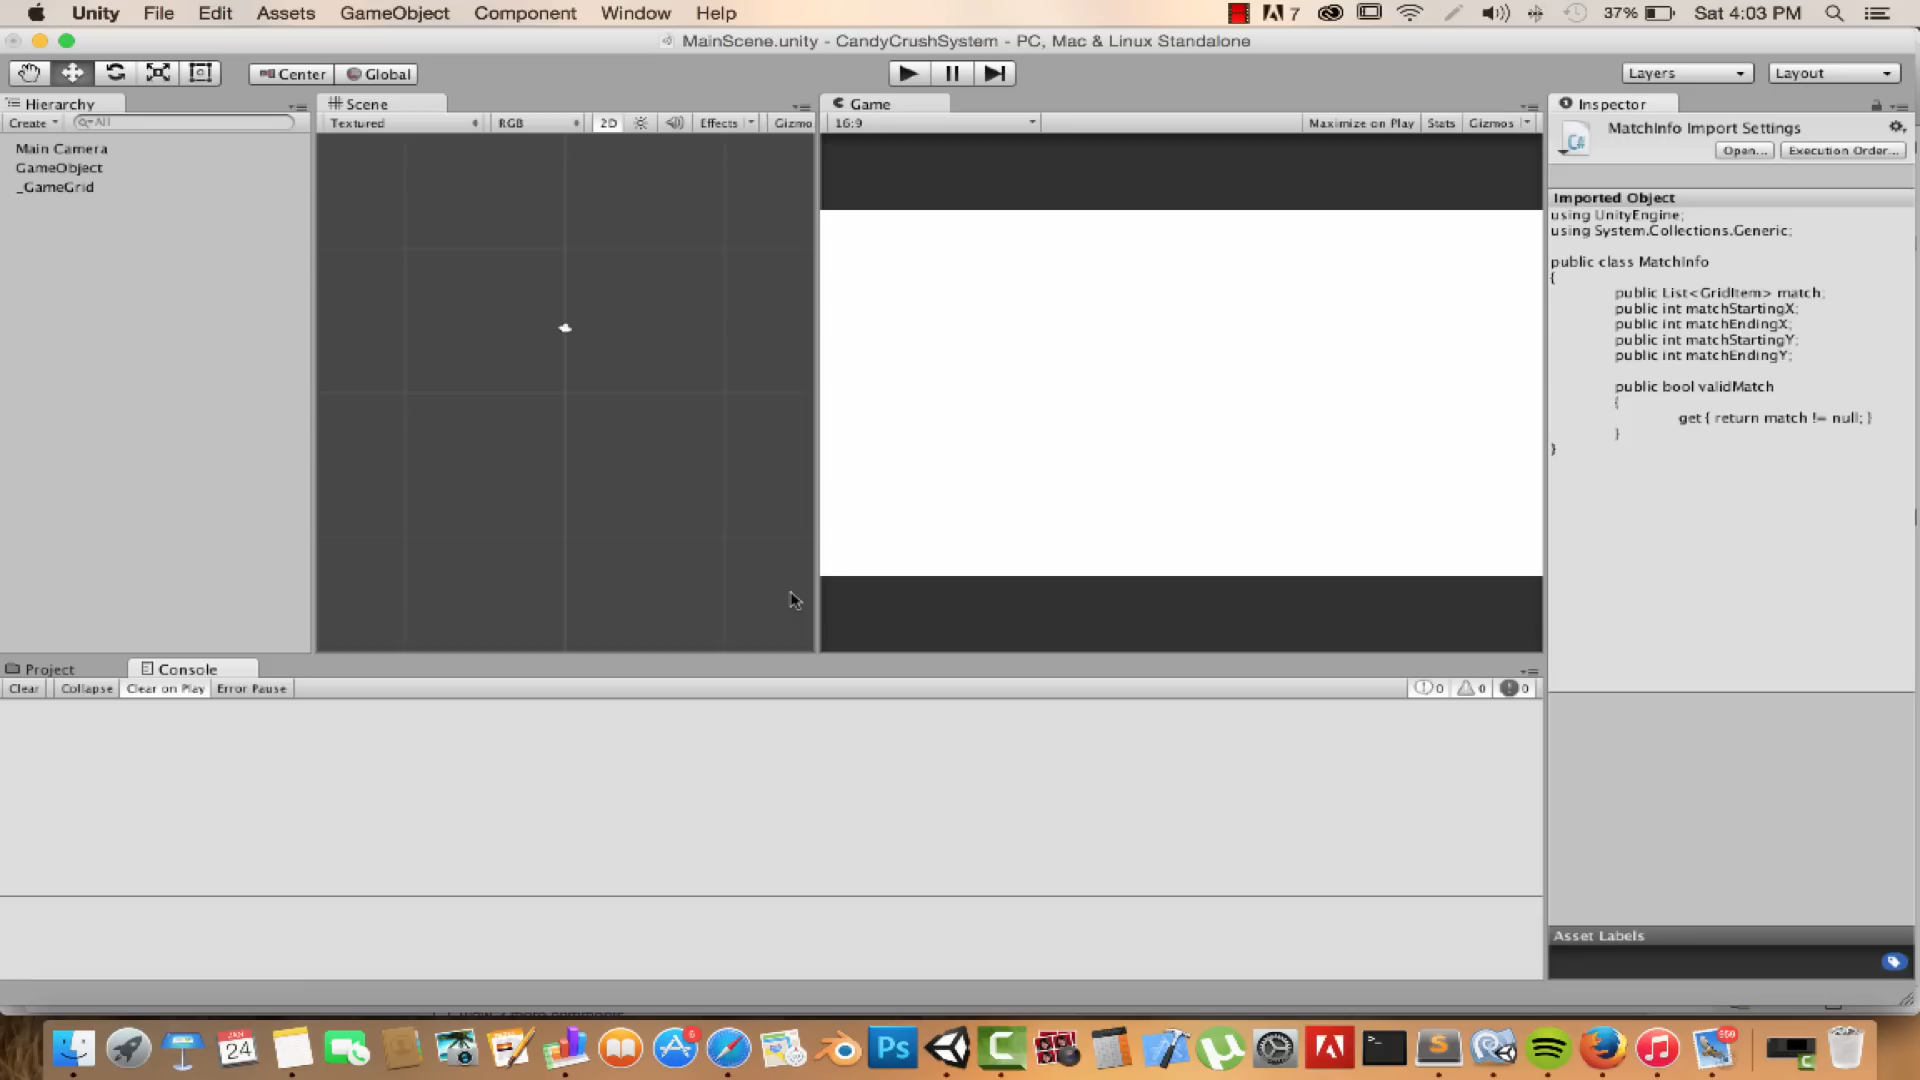 Unity File Edit Assets GameObject Component Window Help 7 37% Sat 4:03 PM
MainScene.unity - CandyCrushSystem - PC, Mac & Linux Standalone
Center Global Layers Layout
Hierarchy Scene Game Inspector
Create All Textured RGB 2D Effects Gizmo 16:9 Maximize on Play Stats Gizmos
MatchInfo Import Settings
Open... Execution Order...
Main Camera
GameObject
_GameGrid
Imported Object
using UnityEngine;
using System.Collections.Generic;
public class MatchInfo
{
public List<GridItem> match;
public int matchStartingX;
public int matchEndingX;
public int matchStartingY;
public int matchEndingY;
public bool validMatch
{
get { return match != null; }
}
}
Project Console
Clear Collapse Clear on Play Error Pause 0 0 0
Asset Labels
JAN
24
6
Ps
C
S